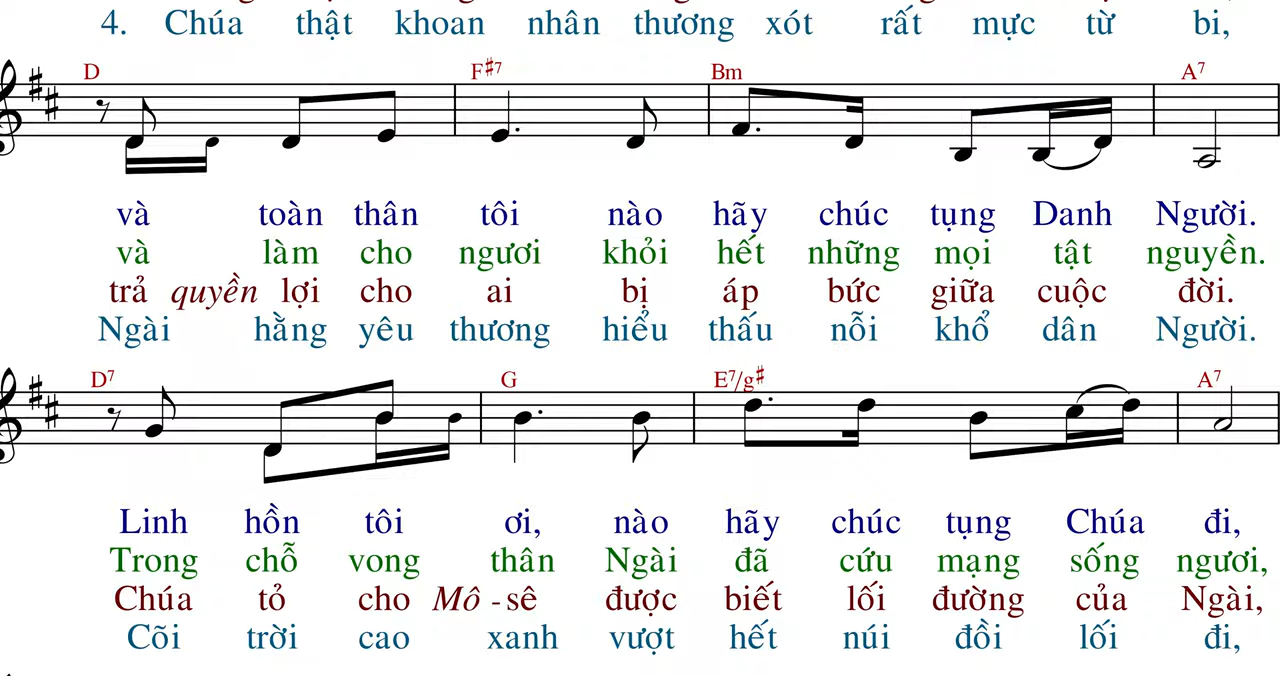 4. Chúa thật khoan nhân thương xót rất mực từ bi,
D F#7 Bm A7
và toàn thân tôi nào hãy chúc tụng Danh Người.
và làm cho ngươi khỏi hết những mọi tật nguyền.
trả quyền lợi cho ai bị áp bức giữa cuộc đời.
Ngài hằng yêu thương hiểu thấu nỗi khổ dân Người.
D7 G E7/g# A7
Linh hồn tôi ơi, nào hãy chúc tụng Chúa đi,
Trong chỗ vong thân Ngài đã cứu mạng sống ngươi,
Chúa tỏ cho Mô - sê được biết lối đường của Ngài,
Cõi trời cao xanh vượt hết núi đồi lối đi,